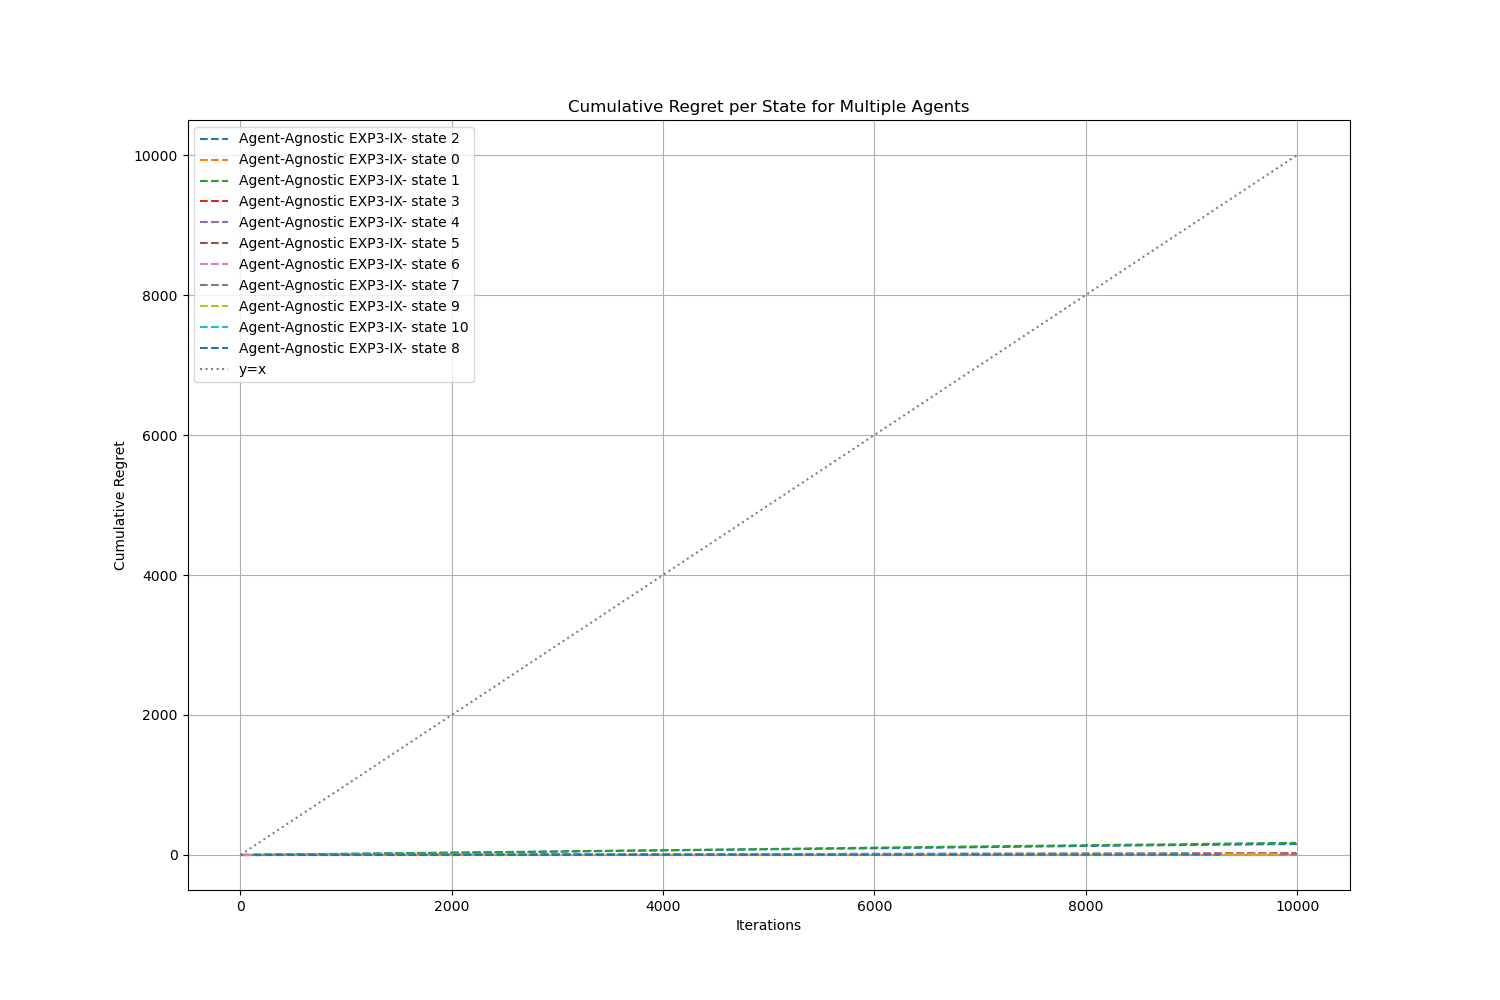 Cumulative Regret per State for Multiple Agents
Agent-Agnostic EXP3-IX- state 2
Agent-Agnostic EXP3-IX- state 0
Agent-Agnostic EXP3-IX- state 1
Agent-Agnostic EXP3-IX- state 3
Agent-Agnostic EXP3-IX- state 4
Agent-Agnostic EXP3-IX- state 5
Agent-Agnostic EXP3-IX- state 6
Agent-Agnostic EXP3-IX- state 7
Agent-Agnostic EXP3-IX- state 9
Agent-Agnostic EXP3-IX- state 10
Agent-Agnostic EXP3-IX- state 8
y=x
10000
8000
6000
4000
2000
0
Cumulative Regret
0 2000 4000 6000 8000 10000
Iterations